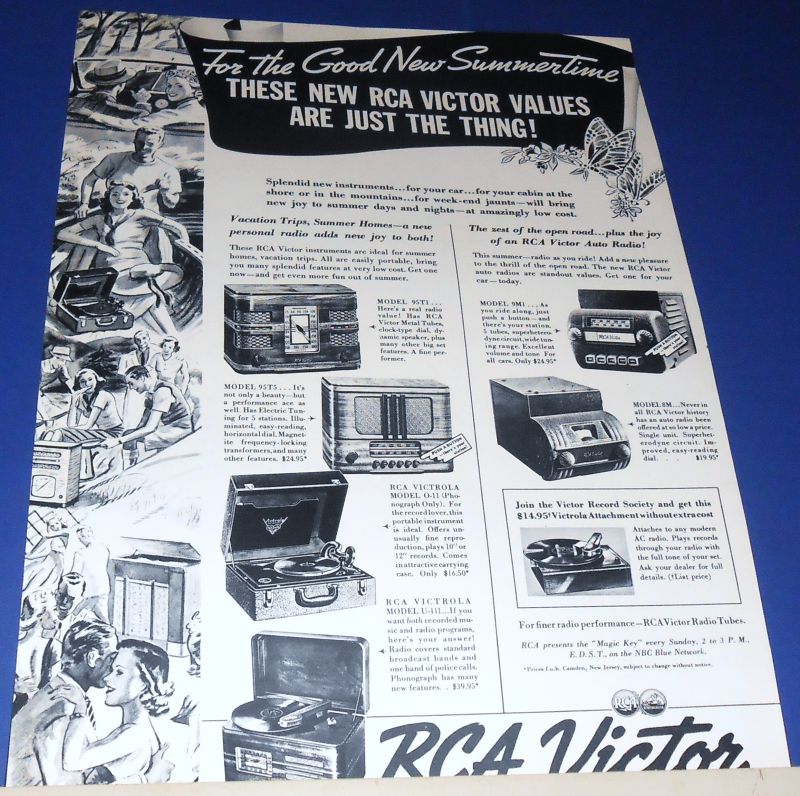 For the Good New Summertime
THESE NEW RCA VICTOR VALUES
ARE JUST THE THING!
Splendid new instruments...for your car...for your cabin at the
shore or in the mountains...for week-end jaunts—will bring
new joy to summer days and nights—at amazingly low cost.
Vacation Trips, Summer Homes—a new
personal radio adds new joy to both!
These RCA Victor instruments are ideal for summer
homes, vacation trips. All are easily portable, bring
you many splendid features at very low cost. Get one
now—and get even more fun out of summer.
MODEL 95T1...
Here's a real radio
value! Has RCA
Victor Metal Tubes,
clock-type dial, dy-
namic speaker, plus
many other big set
features. A fine per-
former.
MODEL 95T5...It's
not only a beauty—but
a performance ace as
well. Has Electric Tun-
ing for 5 stations. Illu-
minated, easy-reading,
horizontal dial. Magnet-
ite frequency-locking
transformers, and many
other features. $24.95*
RCA VICTROLA
MODEL O-11 (Pho-
nograph Only). For
the record lover, this
portable instrument
is ideal. Offers un-
usually fine repro-
duction, plays 10" or
12" records. Comes
in attractive carrying
case. Only $16.50*
RCA VICTROLA
MODEL U-111...If you
want both recorded mu-
sic and radio programs,
here's your answer!
Radio covers standard
broadcast bands and
one band of police calls.
Phonograph has many
new features.. $39.95*
The zest of the open road...plus the joy
of an RCA Victor Auto Radio!
This summer—radio as you ride! Add a new pleasure
to the thrill of the open road. The new RCA Victor
auto radios are standout values. Get one for your
car—today.
MODEL 9M1...As
you ride along, just
push a button—and
there's your station.
5 tubes, superhetero-
dyne circuit, wide tun-
ing range. Excellent
volume and tone. For
all cars. Only $24.95*
MODEL 8M...Never in
all RCA Victor history
has an auto radio been
offered at so low a price.
Single unit. Superhet-
erodyne circuit. Im-
proved, easy-reading
dial. . . $19.95*
Join the Victor Record Society and get this
$14.95† Victrola Attachment without extra cost
Attaches to any modern
AC radio. Plays records
through your radio with
the full tone of your set.
Ask your dealer for full
details. (†List price)
For finer radio performance—RCA Victor Radio Tubes.
RCA presents the "Magic Key" every Sunday, 2 to 3 P.M.,
E.D.S.T., on the NBC Blue Network.
*Prices f.o.b. Camden, New Jersey, subject to change without notice.
RCA
RCA Victor